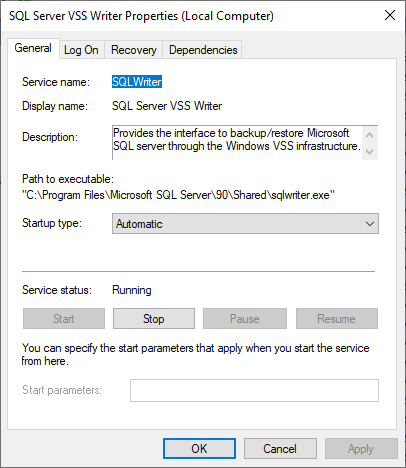 SQL Server VSS Writer Properties (Local Computer)
General Log On Recovery Dependencies
Service name: SQLWriter
Display name: SQL Server VSS Writer
Description: Provides the interface to backup/restore Microsoft
SQL server through the Windows VSS infrastructure.
Path to executable:
"C:\Program Files\Microsoft SQL Server\90\Shared\sqlwriter.exe"
Startup type: Automatic
Service status: Running
Start Stop Pause Resume
You can specify the start parameters that apply when you start the service
from here.
Start parameters:
OK Cancel Apply